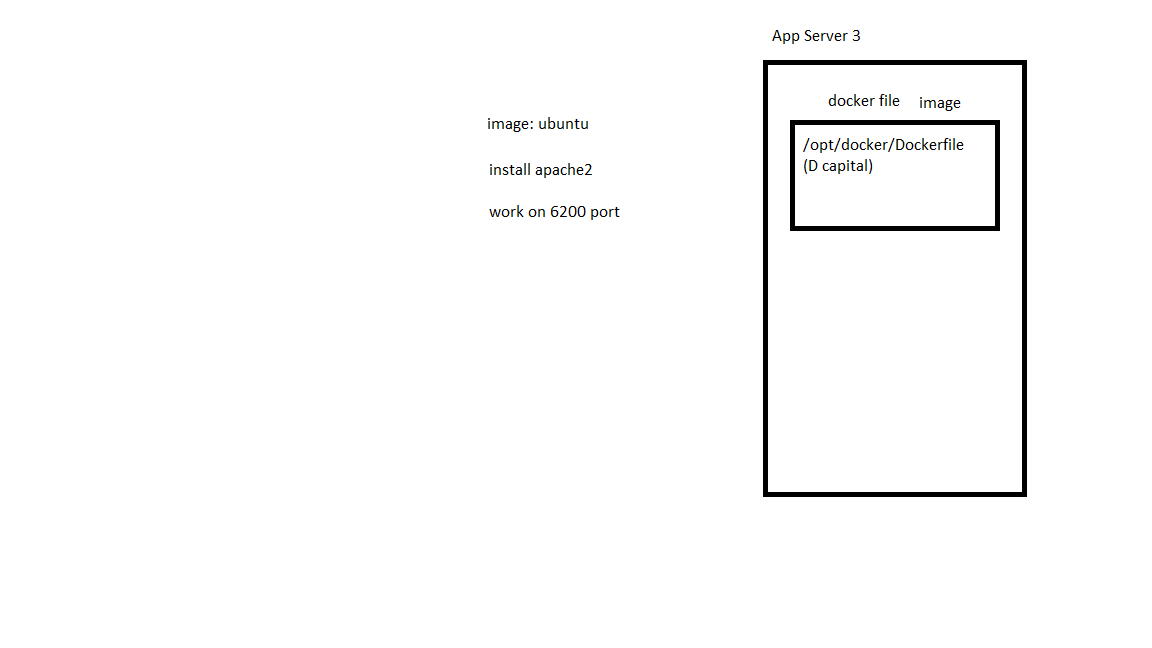 App Server 3
docker file image
image: ubuntu
/opt/docker/Dockerfile
(D capital)
install apache2
work on 6200 port